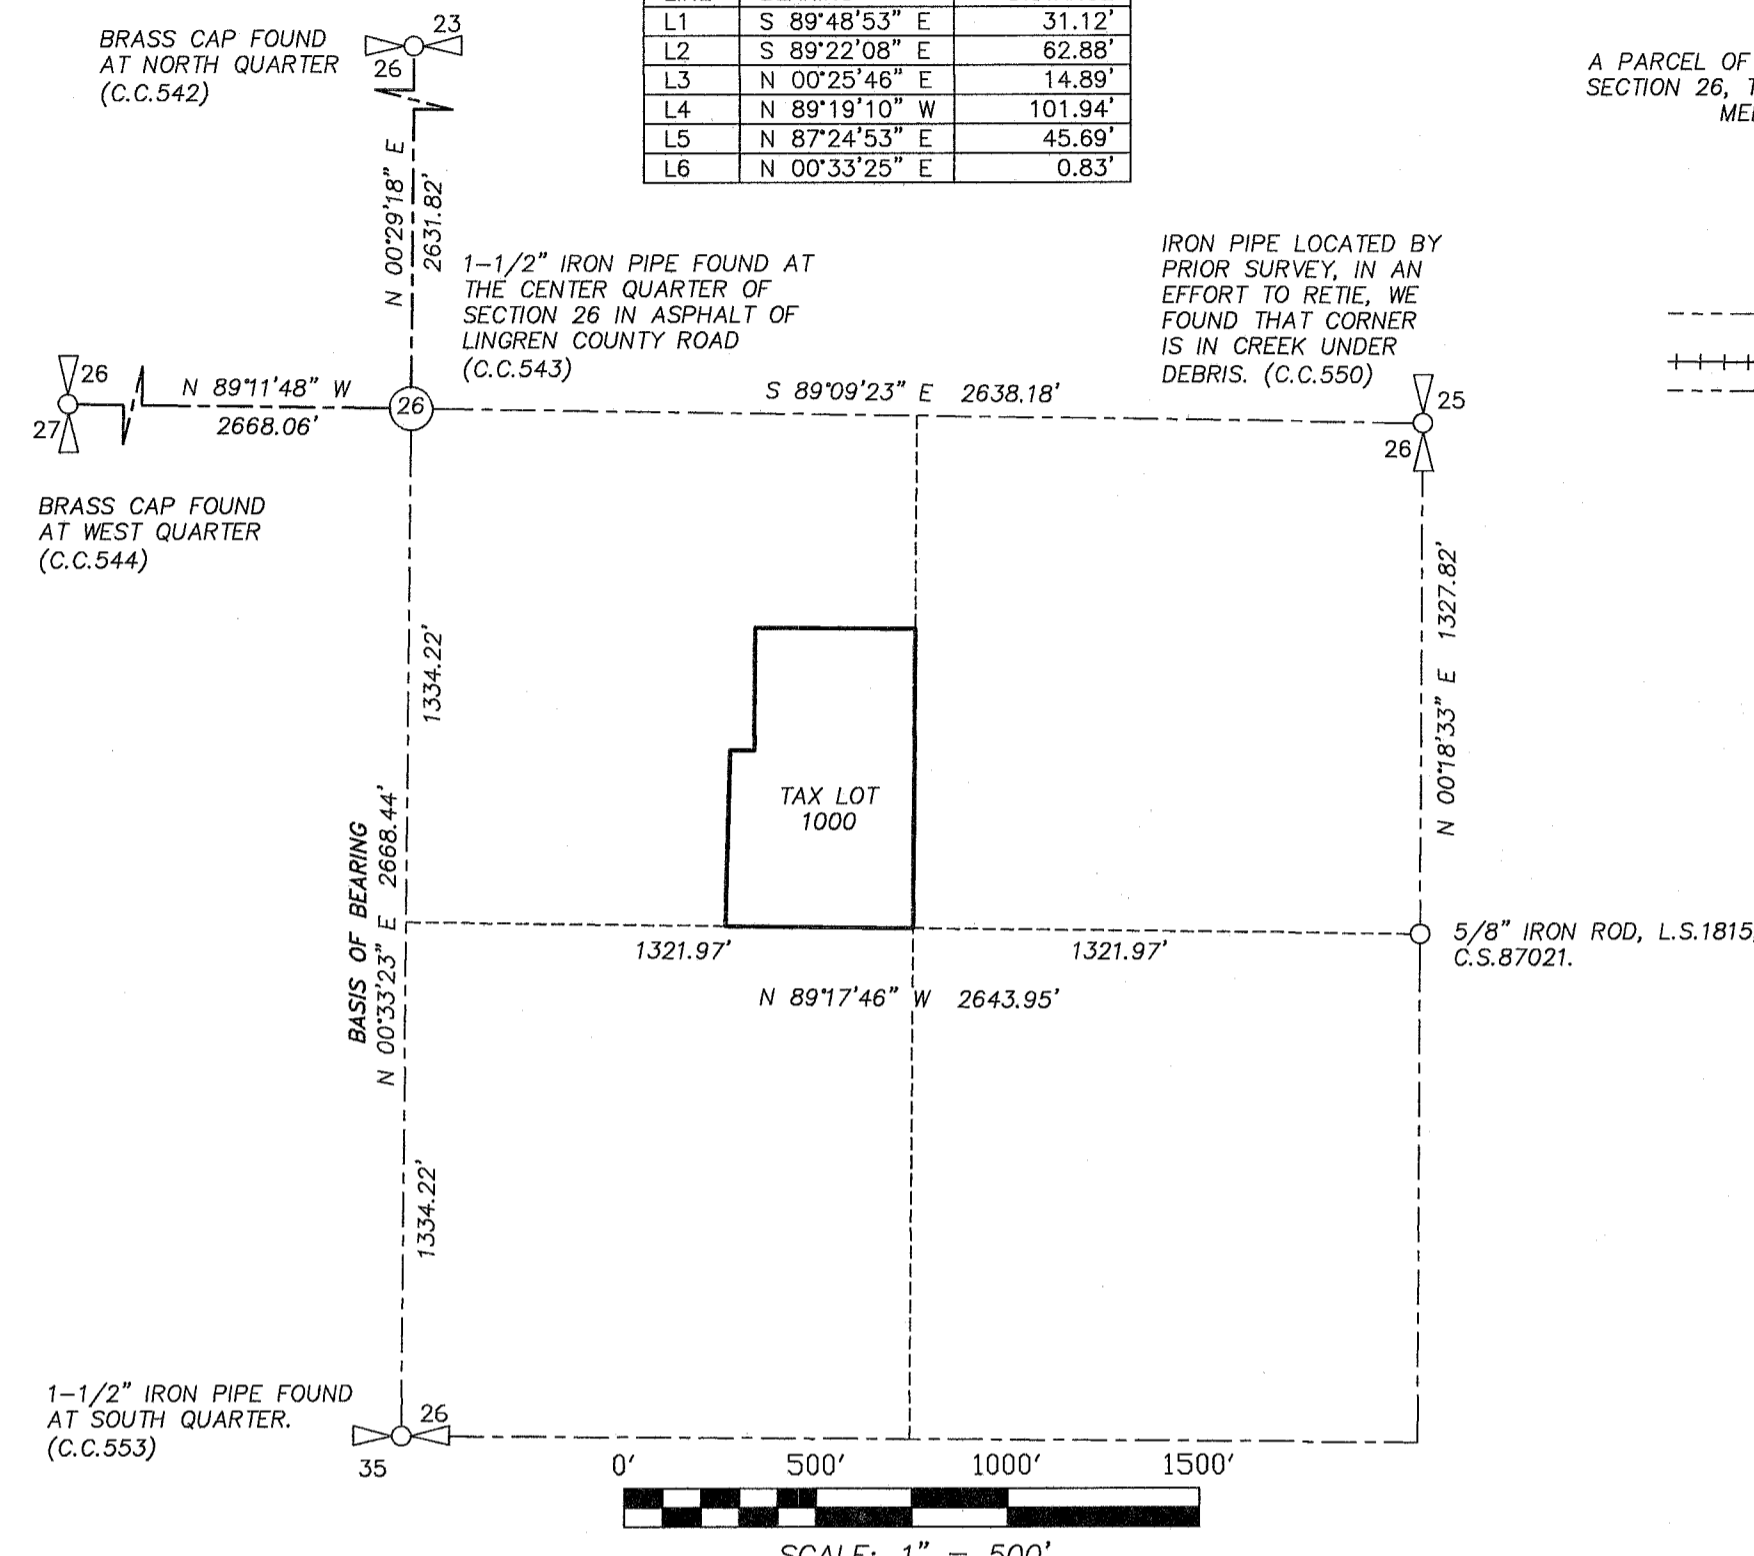 L1 S 89°48'53" E 31.12'
L2 S 89°22'08" E 62.88'
L3 N 00°25'46" E 14.89'
L4 N 89°19'10" W 101.94'
L5 N 87°24'53" E 45.69'
L6 N 00°33'25" E 0.83'
BRASS CAP FOUND
AT NORTH QUARTER
(C.C.542)
23
26
N 00°29'18" E
2631.82'
A PARCEL OF
SECTION 26,
1-1/2" IRON PIPE FOUND AT
THE CENTER QUARTER OF
SECTION 26 IN ASPHALT OF
LINGREN COUNTY ROAD
(C.C.543)
IRON PIPE LOCATED BY
PRIOR SURVEY, IN AN
EFFORT TO RETIE, WE
FOUND THAT CORNER
IS IN CREEK UNDER
DEBRIS. (C.C.550)
26
27
N 89°11'48" W
2668.06'
26
S 89°09'23" E 2638.18'
25
26
BRASS CAP FOUND
AT WEST QUARTER
(C.C.544)
1334.22'
N 00°18'33" E 1327.82'
TAX LOT
1000
BASIS OF BEARING
N 00°33'23" E 2668.44'
1321.97'
1321.97'
N 89°17'46" W 2643.95'
5/8" IRON ROD, L.S.1815,
C.S.87021.
1334.22'
1-1/2" IRON PIPE FOUND
AT SOUTH QUARTER.
(C.C.553)
26
35
0' 500' 1000' 1500'
SCALE: 1" = 500'